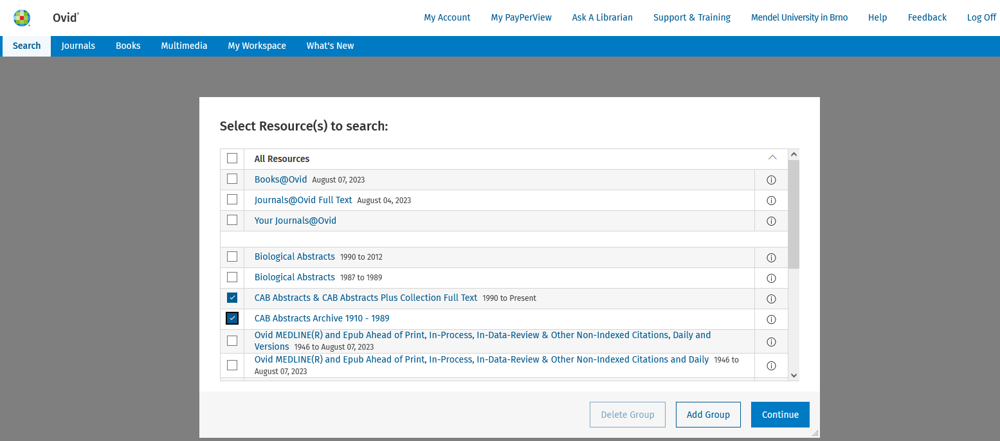 Ovid®
My Account My PayPerView Ask A Librarian Support & Training Mendel University in Brno Help Feedback Log Off
Search Journals Books Multimedia My Workspace What's New
Select Resource(s) to search:
All Resources
Books@Ovid August 07, 2023
Journals@Ovid Full Text August 04, 2023
Your Journals@Ovid
Biological Abstracts 1990 to 2012
Biological Abstracts 1987 to 1989
CAB Abstracts & CAB Abstracts Plus Collection Full Text 1990 to Present
CAB Abstracts Archive 1910 - 1989
Ovid MEDLINE(R) and Epub Ahead of Print, In-Process, In-Data-Review & Other Non-Indexed Citations, Daily and
Versions 1946 to August 07, 2023
Ovid MEDLINE(R) and Epub Ahead of Print, In-Process, In-Data-Review & Other Non-Indexed Citations and Daily 1946 to
August 07, 2023
Delete Group Add Group Continue